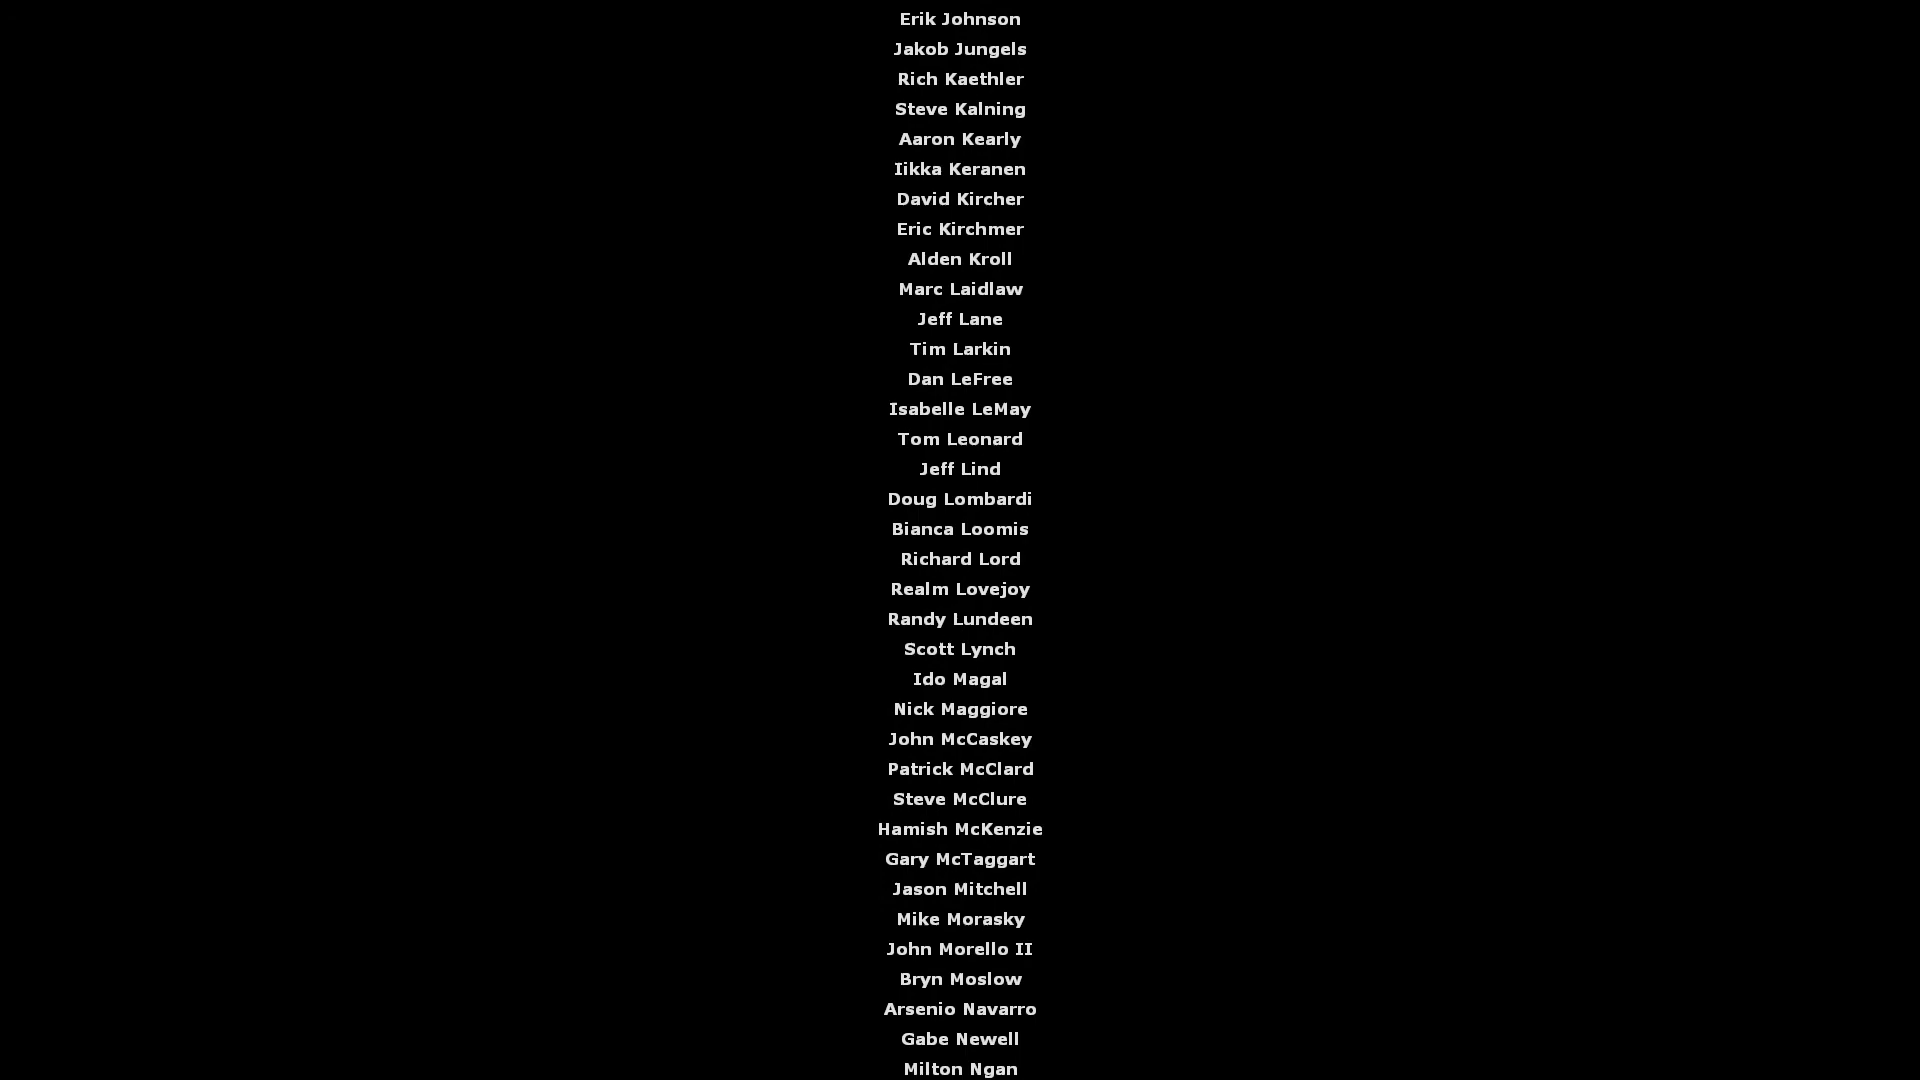 Erik Johnson
Jakob Jungels
Rich Kaethler
Steve Kalning
Aaron Kearly
Iikka Keranen
David Kircher
Eric Kirchmer
Alden Kroll
Marc Laidlaw
Jeff Lane
Tim Larkin
Dan LeFree
Isabelle LeMay
Tom Leonard
Jeff Lind
Doug Lombardi
Bianca Loomis
Richard Lord
Realm Lovejoy
Randy Lundeen
Scott Lynch
Ido Magal
Nick Maggiore
John McCaskey
Patrick McClard
Steve McClure
Hamish McKenzie
Gary McTaggart
Jason Mitchell
Mike Morasky
John Morello II
Bryn Moslow
Arsenio Navarro
Gabe Newell
Milton Ngan